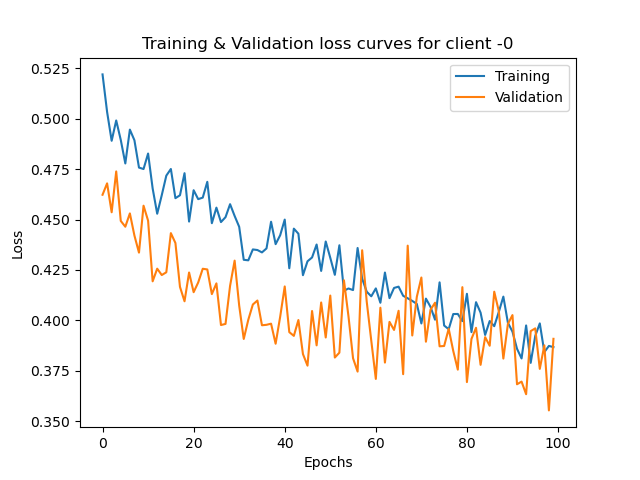 Training & Validation loss curves for client -0
Training
Validation
Loss
0.525
0.500
0.475
0.450
0.425
0.400
0.375
0.350
0 20 40 60 80 100
Epochs